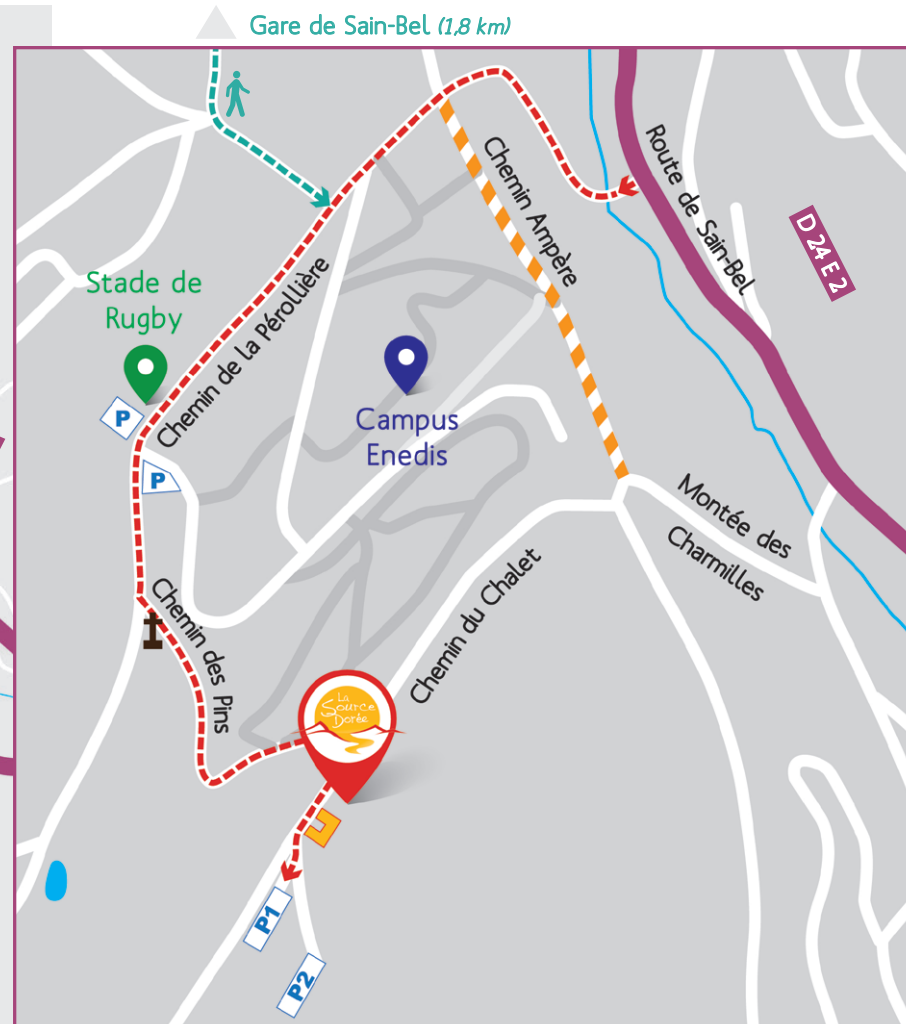 Gare de Sain-Bel (1,8 km)
Chemin Ampère
Route de Sain-Bel
D 24 E 2
Stade de
Rugby
Chemin de la Pérollière
P
P
Campus
Enedis
Montée des
Charmilles
Chemin du Chalet
Chemin des Pins
La
Source
Dorée
P1
P2